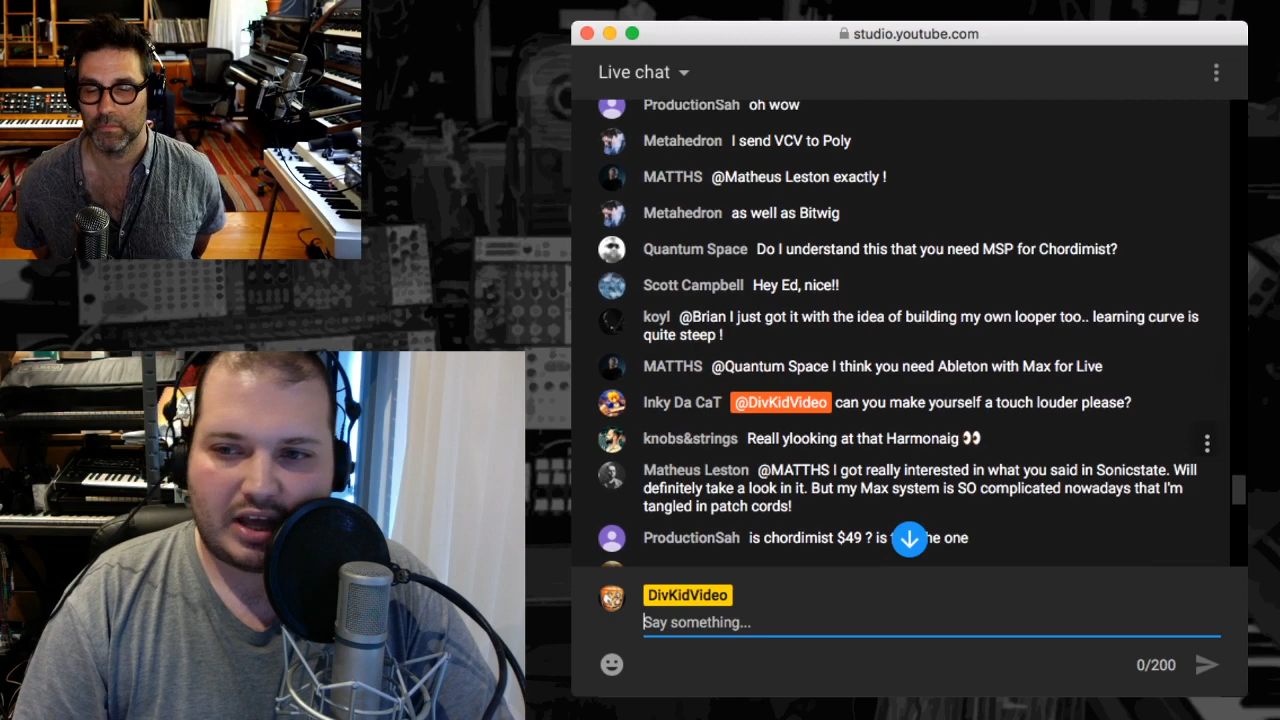 studio.youtube.com
Live chat
ProductionSah oh wow
Metahedron I send VCV to Poly
MATTHS @Matheus Leston exactly !
Metahedron as well as Bitwig
Quantum Space Do I understand this that you need MSP for Chordimist?
Scott Campbell Hey Ed, nice!!
koyl @Brian I just got it with the idea of building my own looper too.. learning curve is
quite steep !
MATTHS @Quantum Space I think you need Ableton with Max for Live
Inky Da CaT @DivKidVideo can you make yourself a touch louder please?
knobs&strings Reall ylooking at that Harmonaig 👀
Matheus Leston @MATTHS I got really interested in what you said in Sonicstate. Will
definitely take a look in it. But my Max system is SO complicated nowadays that I'm
tangled in patch cords!
ProductionSah is chordimist $49 ? is he one
DivKidVideo
Say something...
0/200